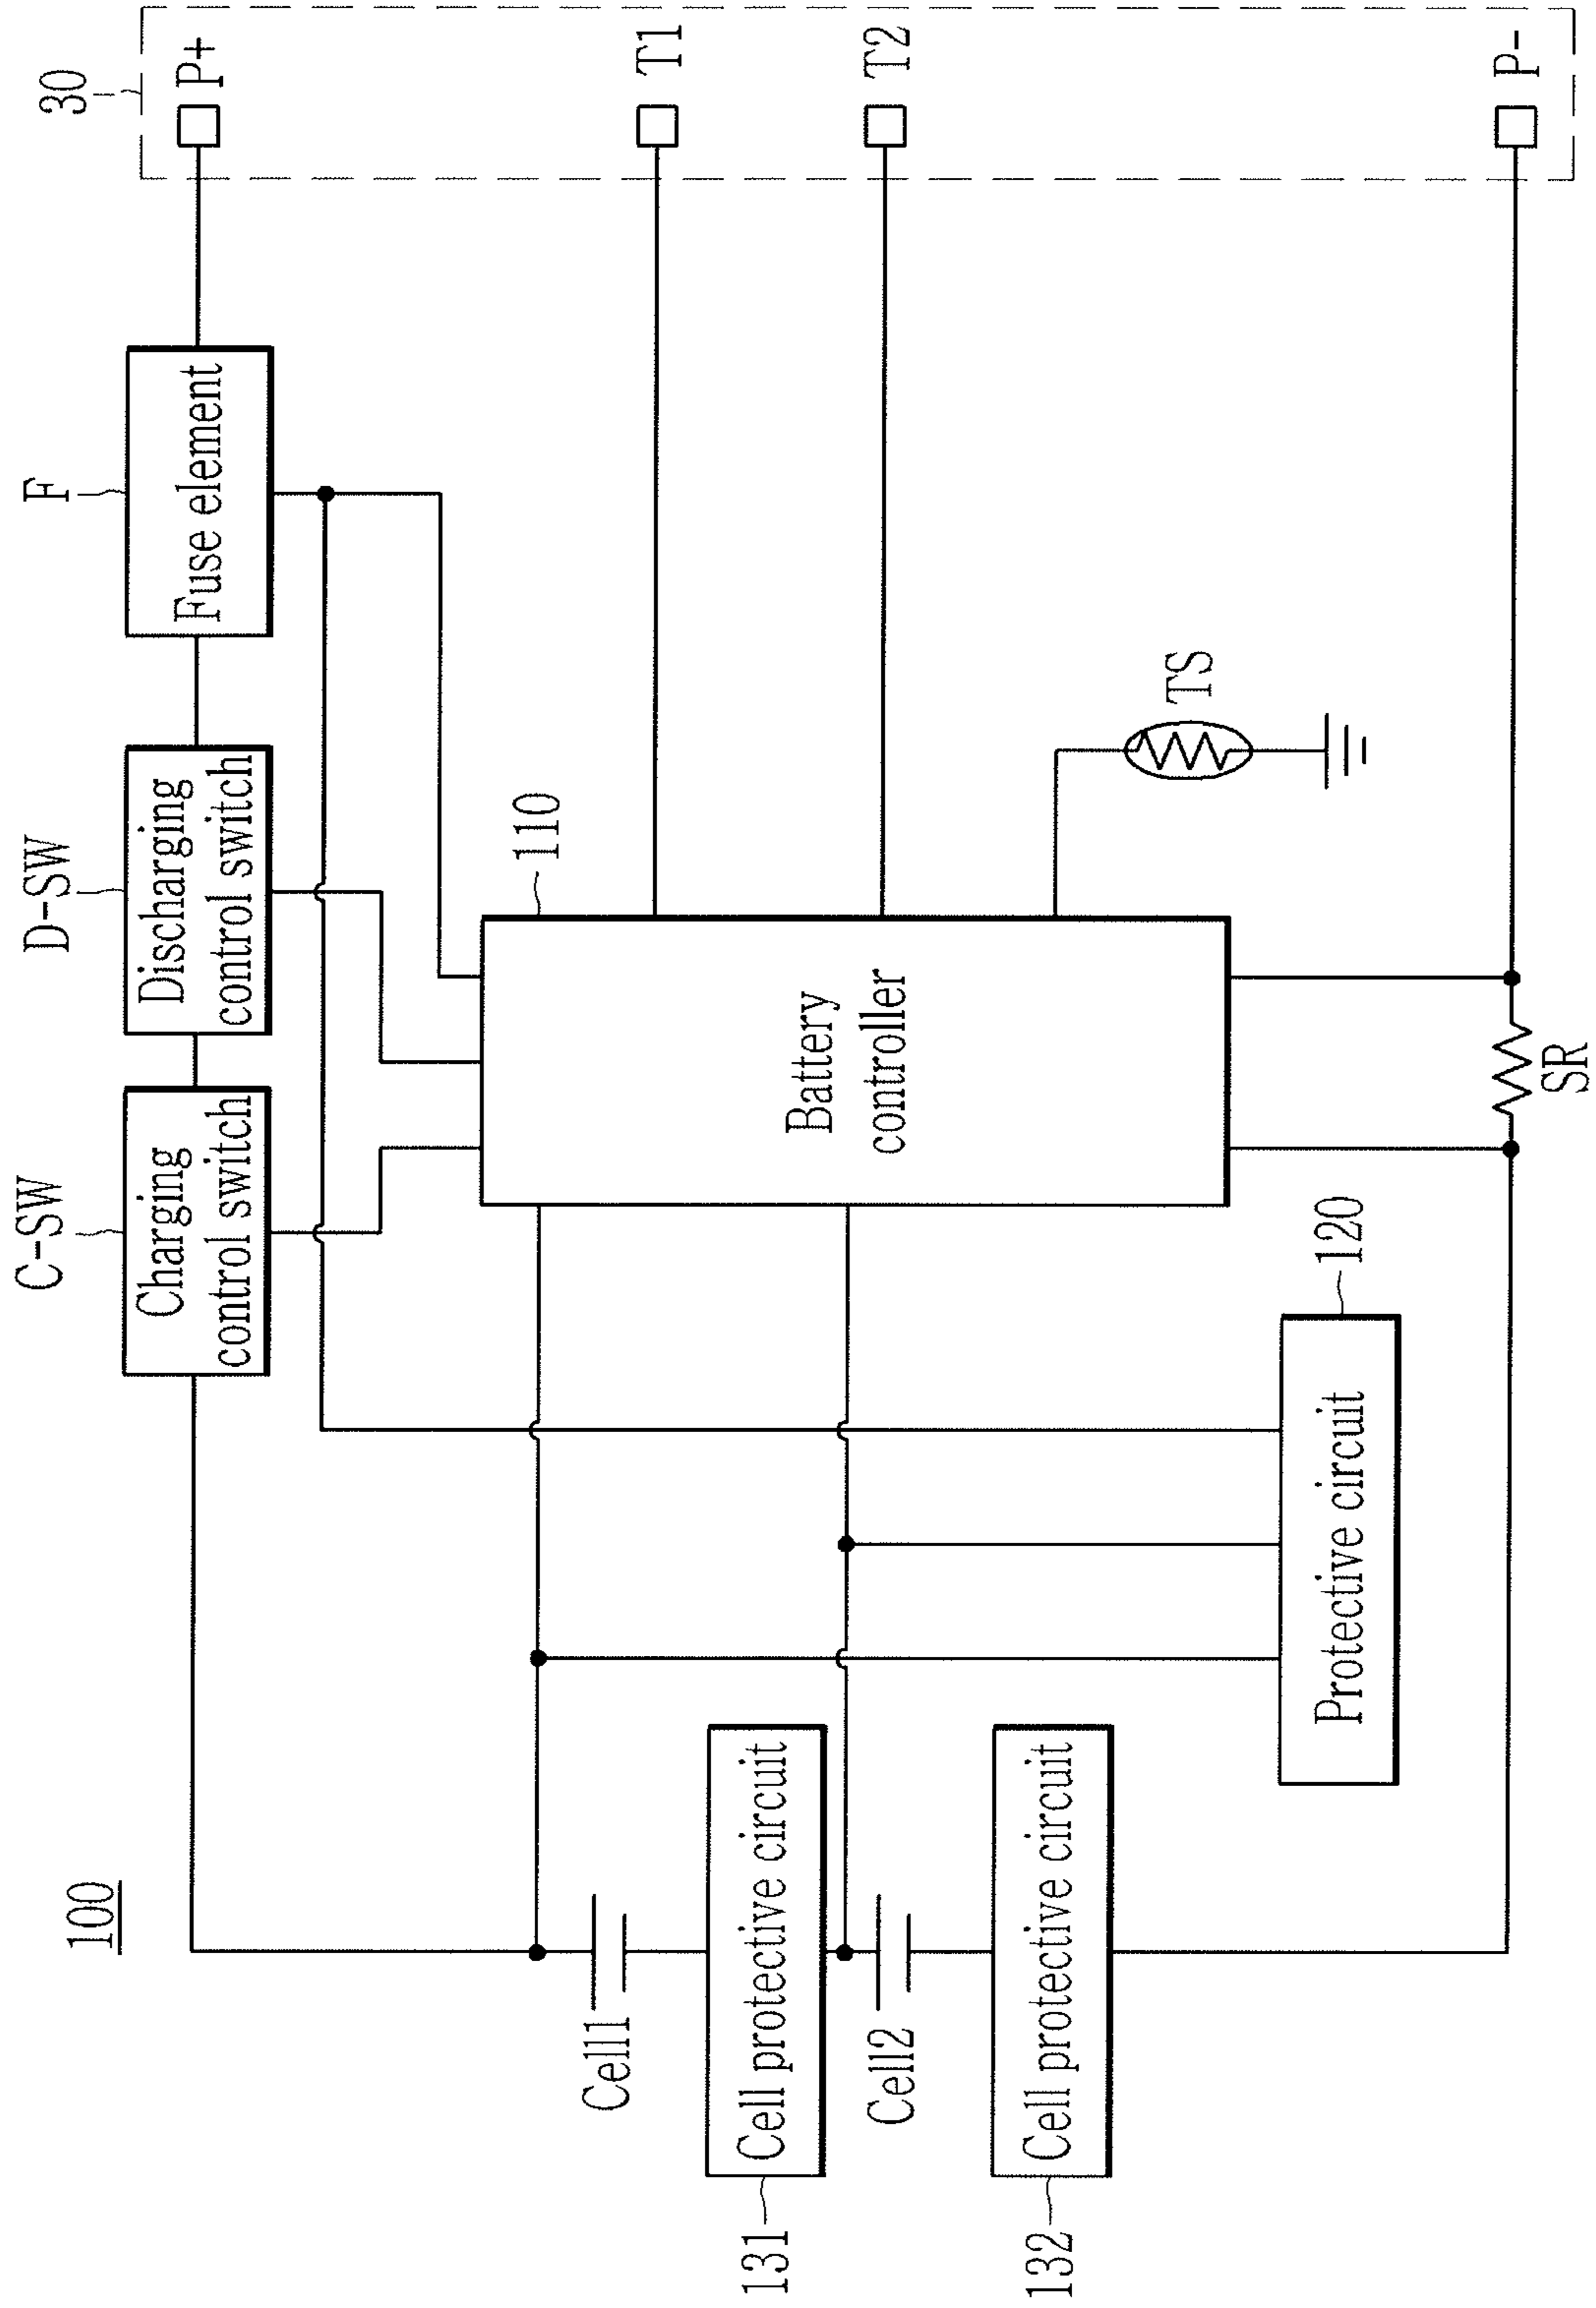 100
C-SW
D-SW
F
30
Charging
control switch
Discharging
control switch
Fuse element
P+
T1
T2
P-
110
Battery
controller
TS
Cell1
131
Cell protective circuit
Cell2
132
Cell protective circuit
120
Protective circuit
SR